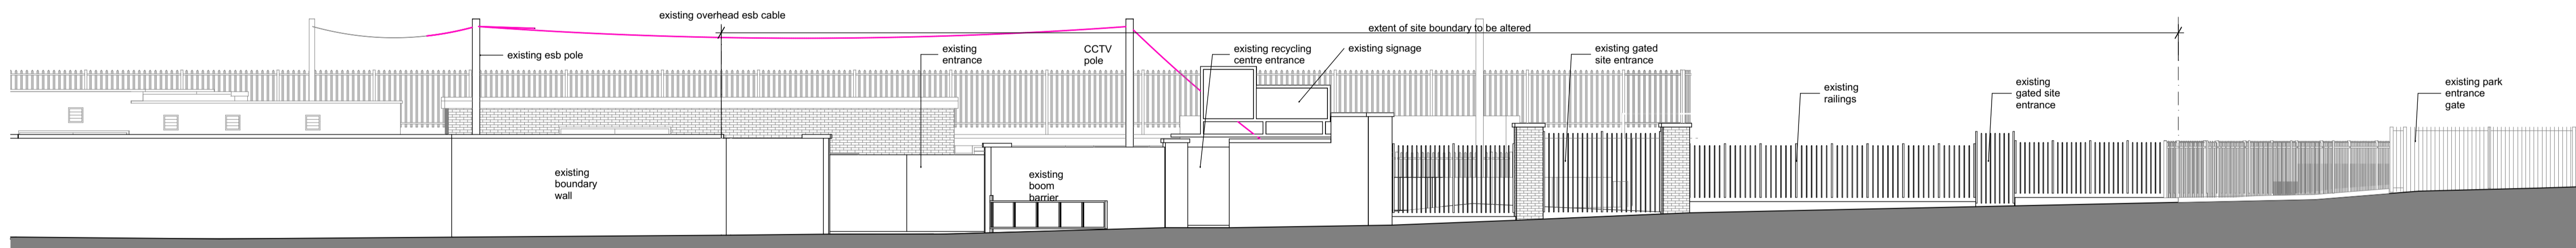 existing overhead esb cable
extent of site boundary to be altered
existing esb pole
existing
entrance
CCTV
pole
existing recycling
centre entrance
existing signage
existing gated
site entrance
existing
railings
existing
gated site
entrance
existing park
entrance
gate
existing
boundary
wall
existing
boom
barrier